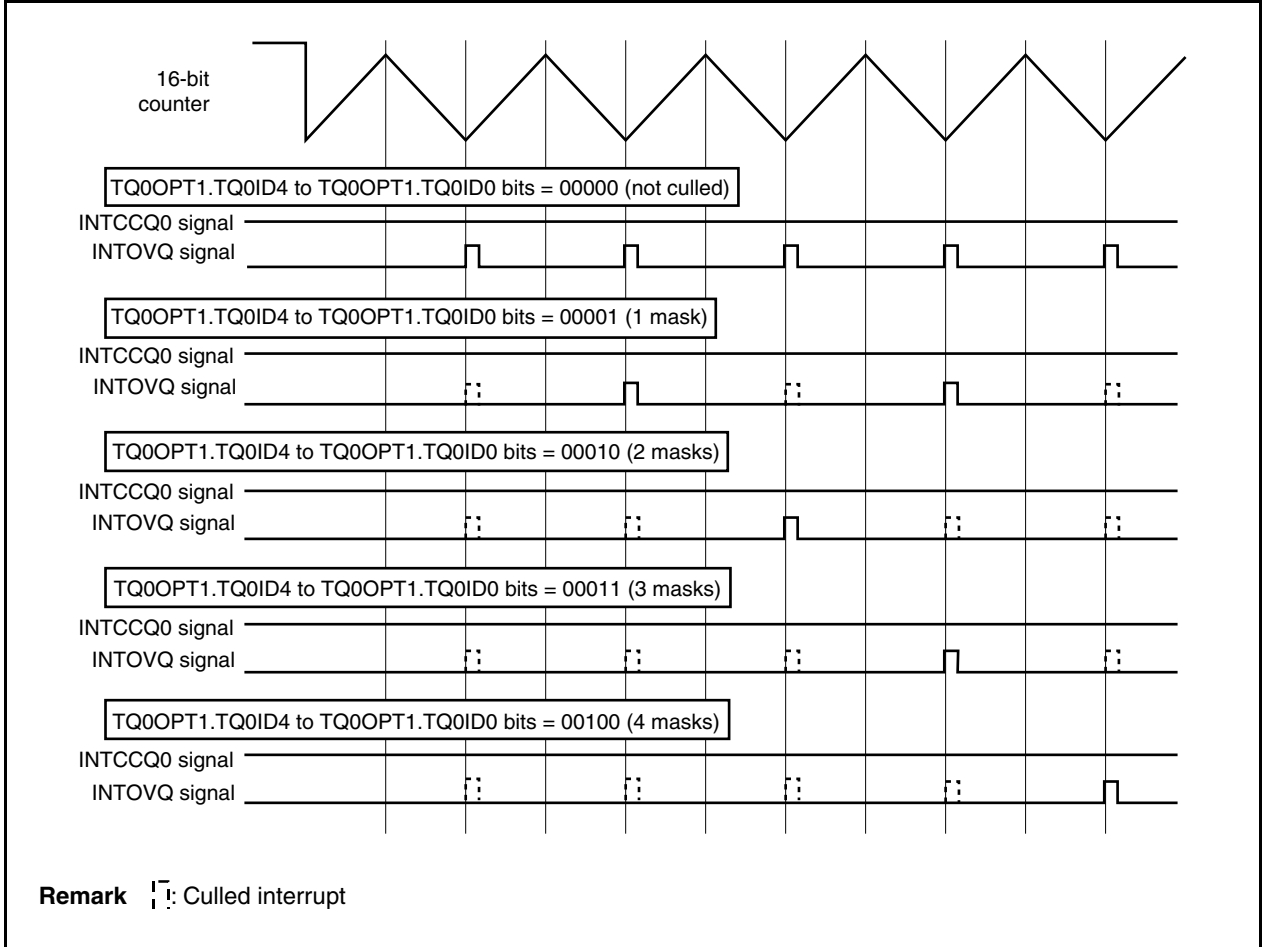 16-bit
counter
TQ0OPT1.TQ0ID4 to TQ0OPT1.TQ0ID0 bits = 00000 (not culled)
INTCCQ0 signal
INTOVQ signal
TQ0OPT1.TQ0ID4 to TQ0OPT1.TQ0ID0 bits = 00001 (1 mask)
INTCCQ0 signal
INTOVQ signal
TQ0OPT1.TQ0ID4 to TQ0OPT1.TQ0ID0 bits = 00010 (2 masks)
INTCCQ0 signal
INTOVQ signal
TQ0OPT1.TQ0ID4 to TQ0OPT1.TQ0ID0 bits = 00011 (3 masks)
INTCCQ0 signal
INTOVQ signal
TQ0OPT1.TQ0ID4 to TQ0OPT1.TQ0ID0 bits = 00100 (4 masks)
INTCCQ0 signal
INTOVQ signal
Remark : Culled interrupt